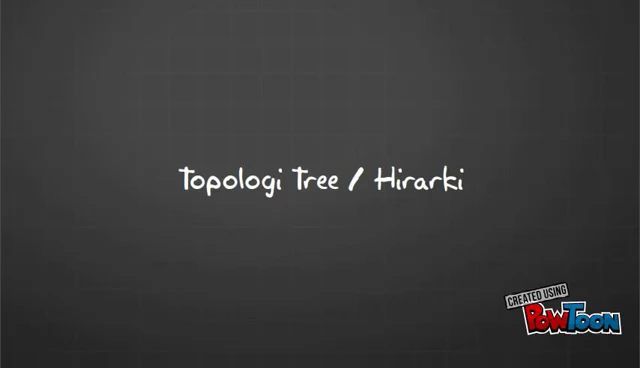 Topologi Tree / Hirarki
CREATED USING
POWTOON